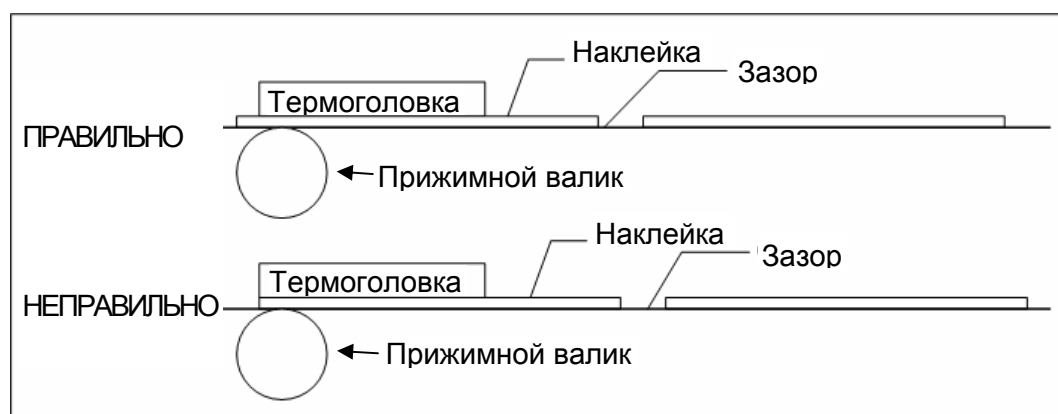 Наклейка
Зазор
Термоголовка
ПРАВИЛЬНО
Прижимной валик
Наклейка
Зазор
Термоголовка
НЕПРАВИЛЬНО
Прижимной валик